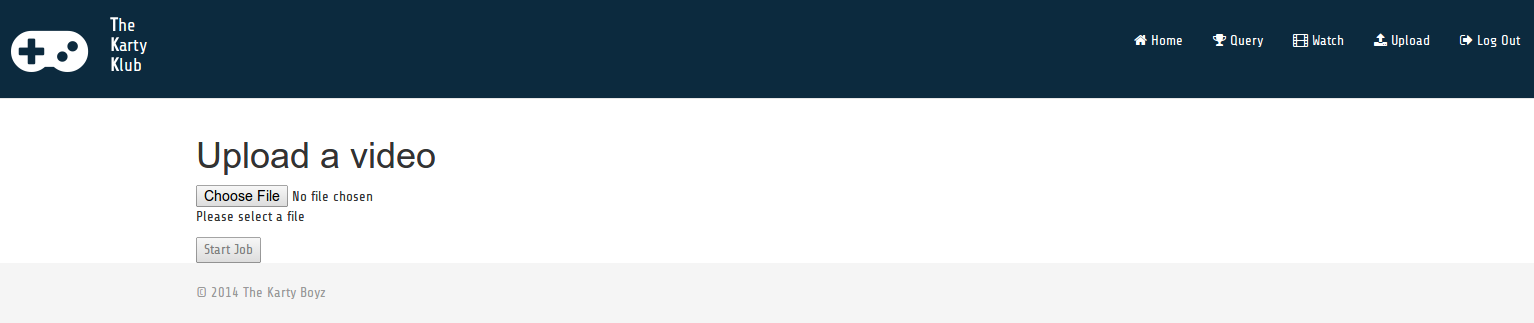 The
Karty
Klub
Home Query Watch Upload Log Out
Upload a video
Choose File No file chosen
Please select a file
Start Job
© 2014 The Karty Boyz